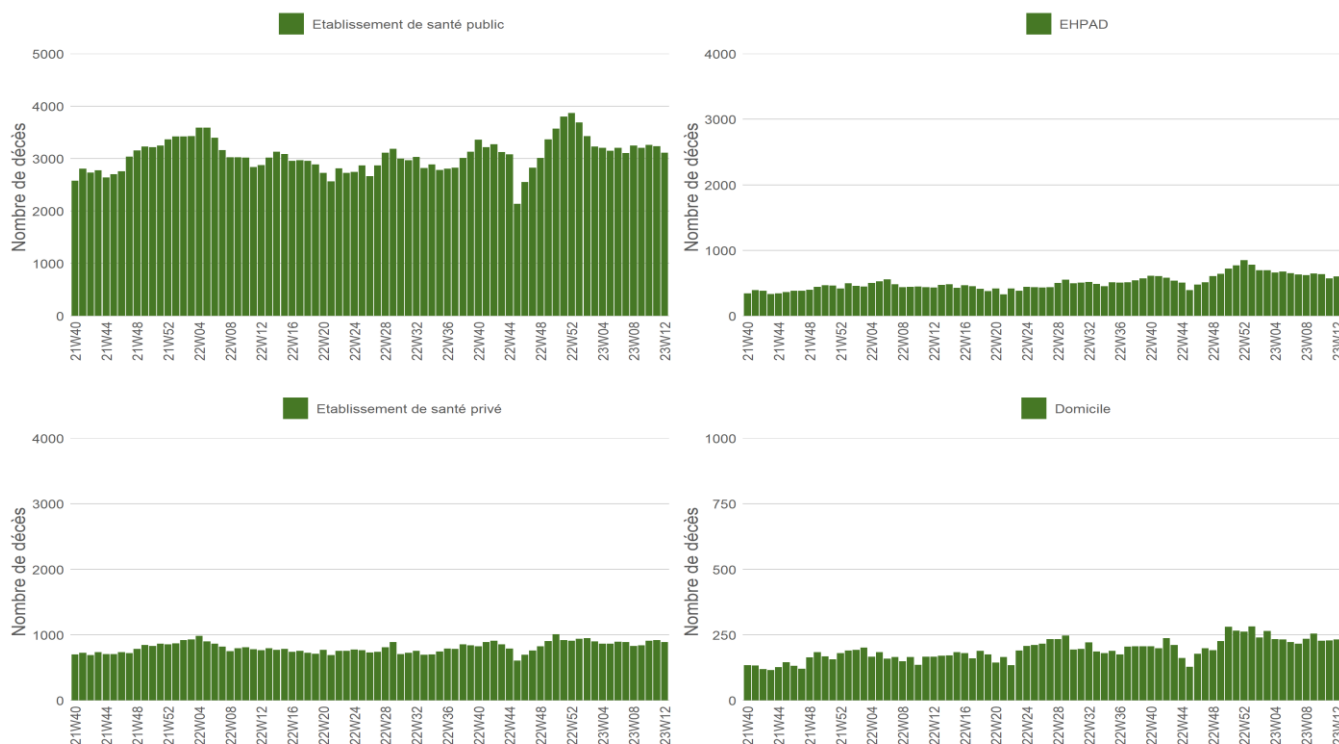 Etablissement de santé public
Nombre de décès
5000
4000
3000
2000
1000
0
21W40
21W44
21W48
21W52
22W04
22W08
22W12
22W16
22W20
22W24
22W28
22W32
22W36
22W40
22W44
22W48
22W52
23W04
23W08
23W12
EHPAD
Nombre de décès
4000
3000
2000
1000
0
21W40
21W44
21W48
21W52
22W04
22W08
22W12
22W16
22W20
22W24
22W28
22W32
22W36
22W40
22W44
22W48
22W52
23W04
23W08
23W12
Etablissement de santé privé
Nombre de décès
4000
3000
2000
1000
0
21W40
21W44
21W48
21W52
22W04
22W08
22W12
22W16
22W20
22W24
22W28
22W32
22W36
22W40
22W44
22W48
22W52
23W04
23W08
23W12
Domicile
Nombre de décès
1000
750
500
250
0
21W40
21W44
21W48
21W52
22W04
22W08
22W12
22W16
22W20
22W24
22W28
22W32
22W36
22W40
22W44
22W48
22W52
23W04
23W08
23W12